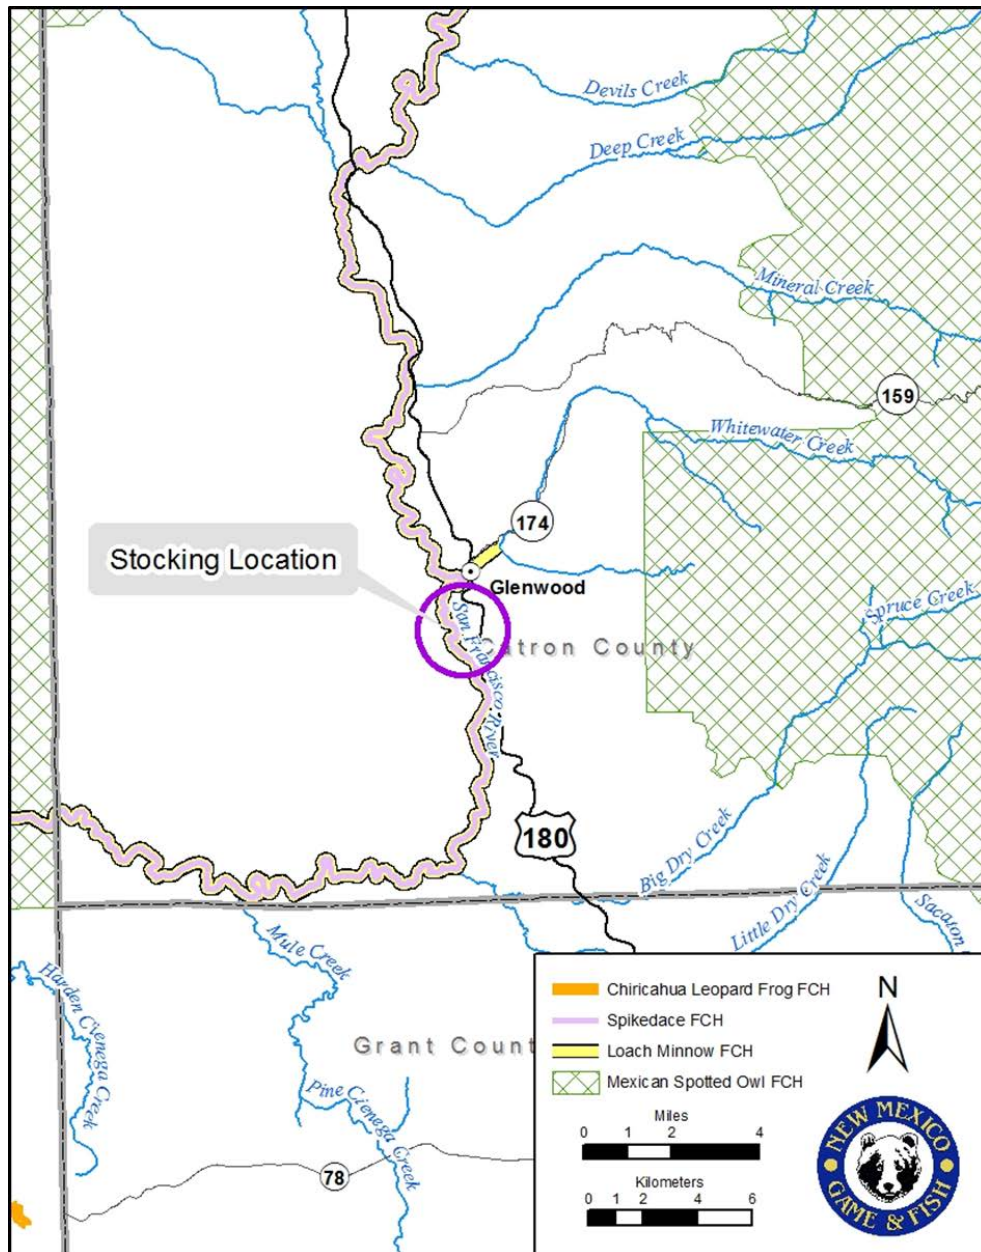 Devils Creek
Deep Creek
Mineral Creek
159
Whitewater Creek
174
Stocking Location
Glenwood
Spruce Creek
San Francisco River
Catron County
180
Big Dry Creek
Little Dry Creek
Sacaton
Mule Creek
Harden Cienega Creek
Grant Count
Pine Cienega Creek
78
Chiricahua Leopard Frog FCH
Spikedace FCH
Loach Minnow FCH
Mexican Spotted Owl FCH
N
Miles
0 1 2 4
Kilometers
0 1 2 4 6
NEW MEXICO
GAME & FISH